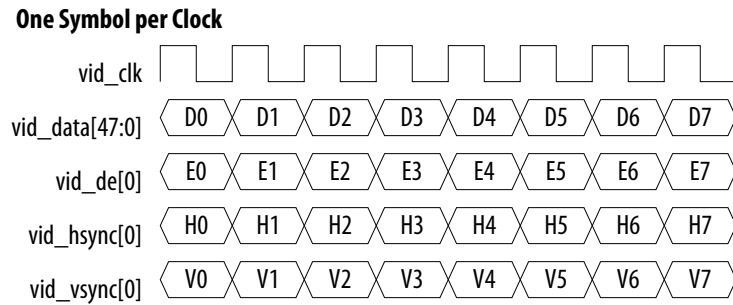 One Symbol per Clock
vid_clk
vid_data[47:0] D0 D1 D2 D3 D4 D5 D6 D7
vid_de[0] E0 E1 E2 E3 E4 E5 E6 E7
vid_hsync[0] H0 H1 H2 H3 H4 H5 H6 H7
vid_vsync[0] V0 V1 V2 V3 V4 V5 V6 V7